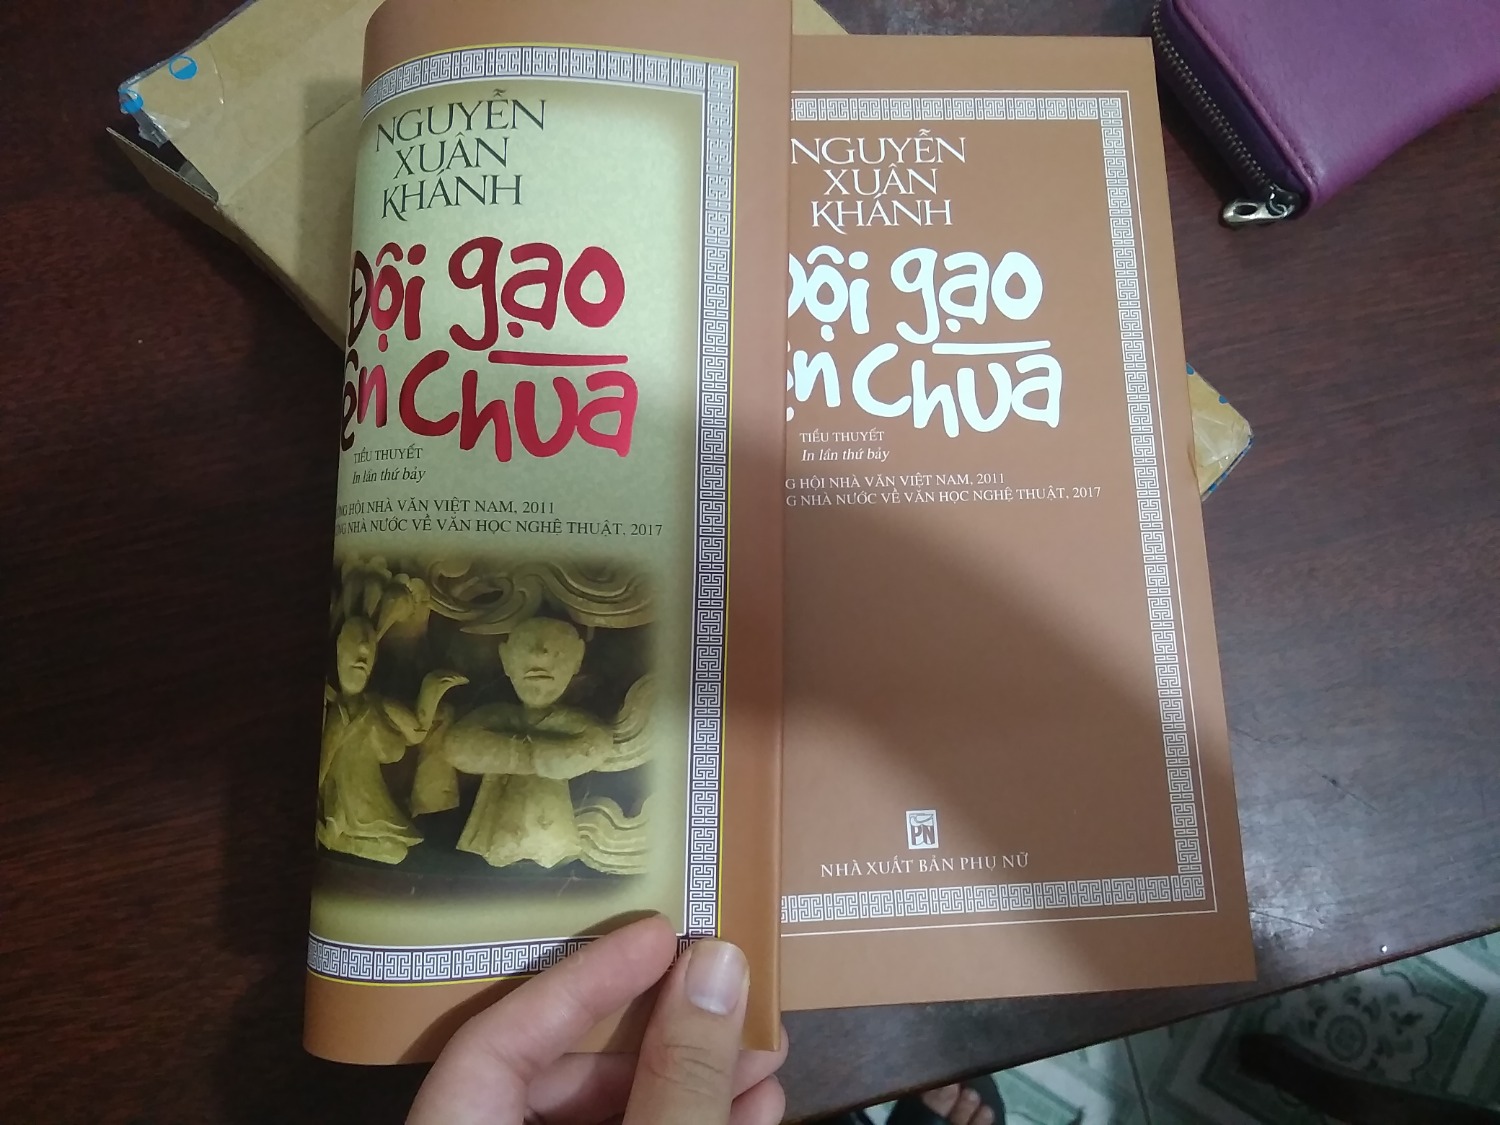 NGUYỄN
XUÂN
KHÁNH
Đội gạo
Chùa
TIỂU THUYẾT
In lần thứ bảy
HỘI NHÀ VĂN VIỆT NAM, 2011
NHÀ NƯỚC VỀ VĂN HỌC NGHỆ THUẬT, 2017
NGUYỄN
XUÂN
KHÁNH
Đội gạo
Chùa
TIỂU THUYẾT
In lần thứ bảy
HỘI NHÀ VĂN VIỆT NAM, 2011
NHÀ NƯỚC VỀ VĂN HỌC NGHỆ THUẬT, 2017
PN
NHÀ XUẤT BẢN PHỤ NỮ